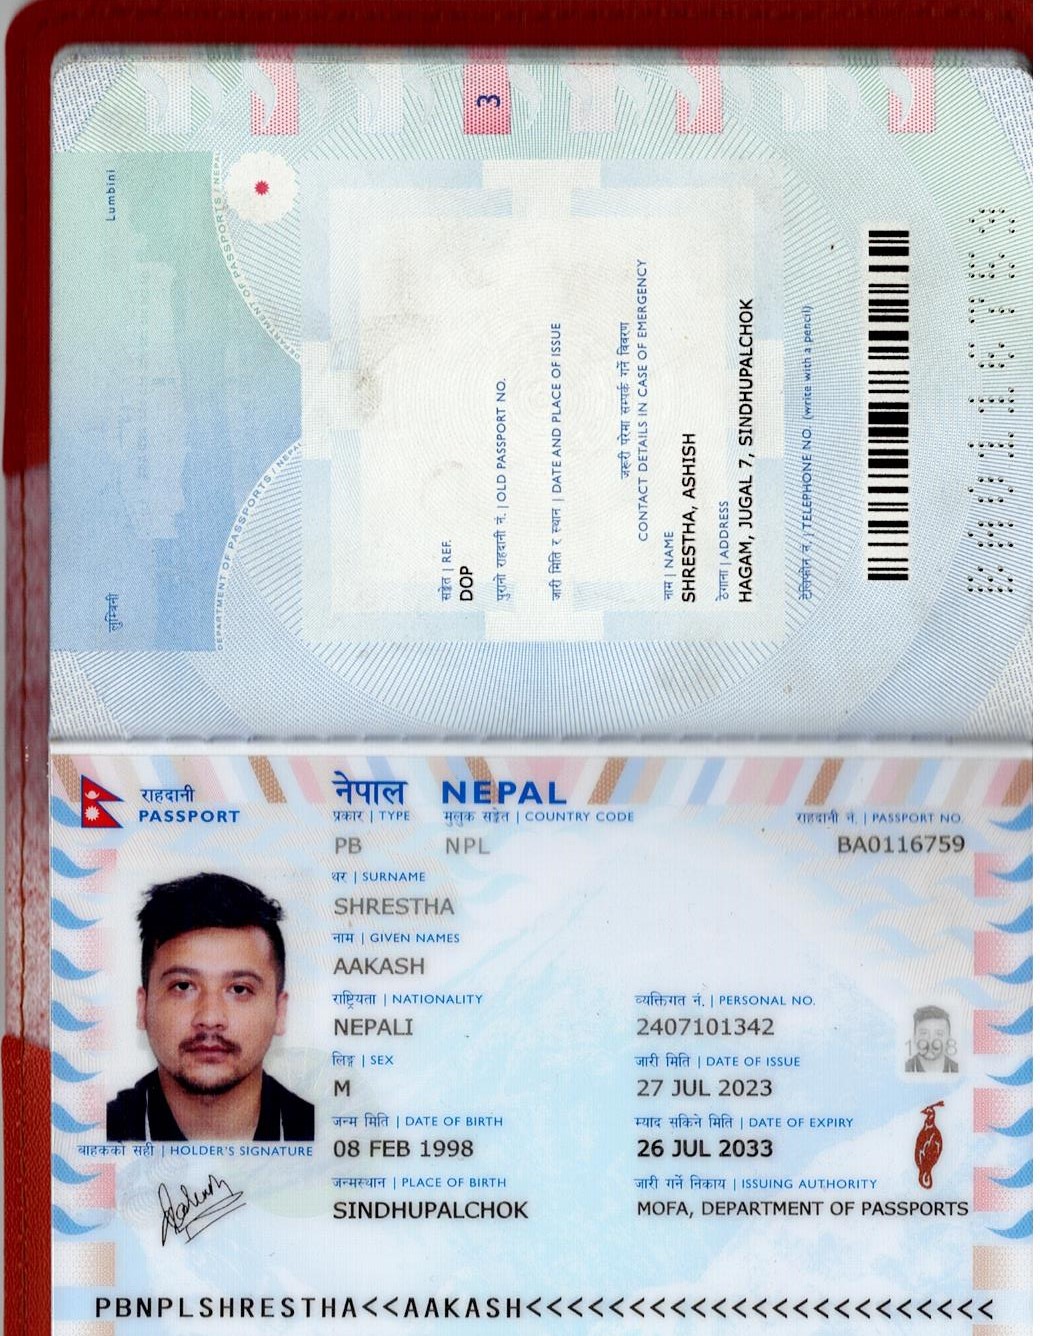 3
Lumbini
लुम्बिनी
DEPARTMENT OF PASSPORTS / NEPAL
DEPARTMENT OF PASSPORTS / NEPAL
सङ्केत | REF.
DOP
पुरानो राहदानी नं. | OLD PASSPORT NO.
जारी मिति र स्थान | DATE AND PLACE OF ISSUE
जरूरी परेमा सम्पर्क गर्ने विवरण
CONTACT DETAILS IN CASE OF EMERGENCY
नाम | NAME
SHRESTHA, ASHISH
ठेगाना | ADDRESS
HAGAM, JUGAL 7, SINDHUPALCHOK
टेलिफोन नं. | TELEPHONE NO. (write with a pencil)
राहदानी
PASSPORT
नेपाल NEPAL
प्रकार | TYPE मुलुक सङ्केत | COUNTRY CODE राहदानी नं. | PASSPORT NO.
PB NPL BA0116759
थर | SURNAME
SHRESTHA
नाम | GIVEN NAMES
AAKASH
राष्ट्रियता | NATIONALITY व्यक्तिगत नं. | PERSONAL NO.
NEPALI 2407101342
1998
लिङ्ग | SEX जारी मिति | DATE OF ISSUE
M 27 JUL 2023
जन्म मिति | DATE OF BIRTH म्याद सकिने मिति | DATE OF EXPIRY
08 FEB 1998 26 JUL 2033
बाहकको सही | HOLDER'S SIGNATURE
जन्मस्थान | PLACE OF BIRTH जारी गर्ने निकाय | ISSUING AUTHORITY
SINDHUPALCHOK MOFA, DEPARTMENT OF PASSPORTS
PBNPLSHRESTHA<<AAKASH<<<<<<<<<<<<<<<<<<<<<<<